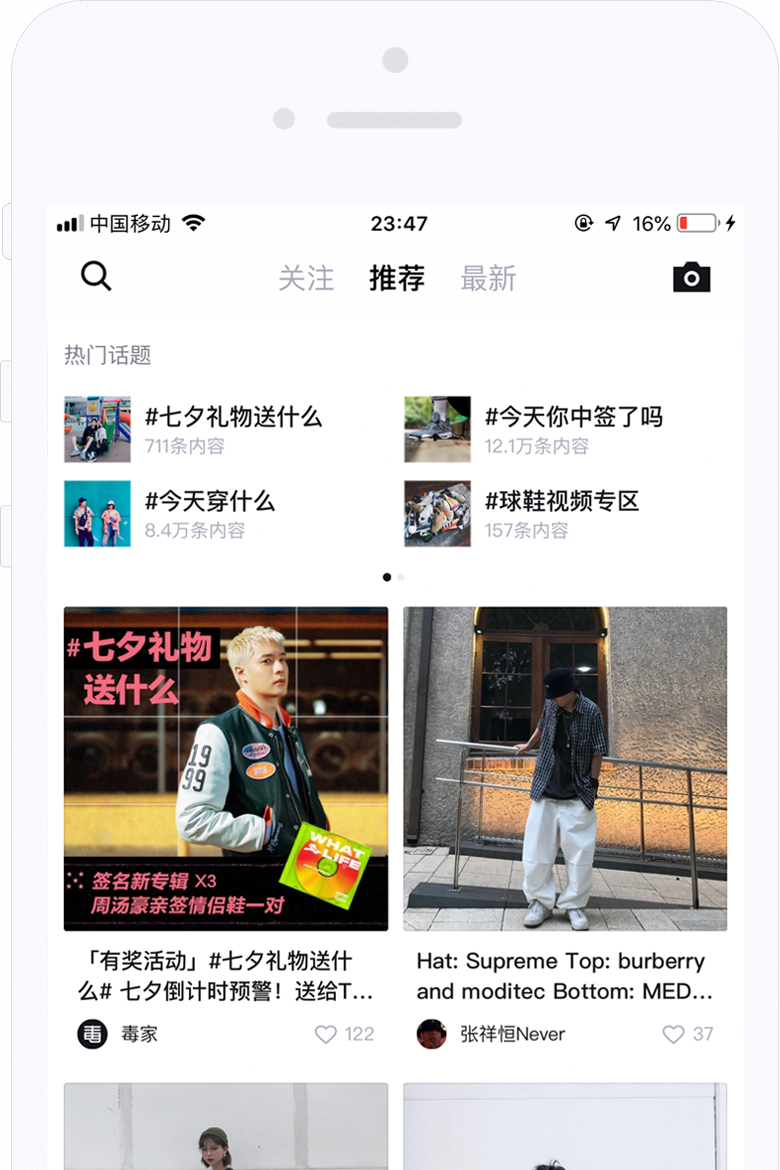 中国移动
23:47
16%
关注 推荐 最新
热门话题
#七夕礼物送什么
711条内容
#今天你中签了吗
12.1万条内容
#今天穿什么
8.4万条内容
#球鞋视频专区
157条内容
#七夕礼物
送什么
1999
WHAT
A LIFE
签名新专辑 X3
周汤豪亲签情侣鞋一对
「有奖活动」#七夕礼物送什
么# 七夕倒计时预警！送给T...
毒家
122
Hat: Supreme Top: burberry
and moditec Bottom: MED...
张祥恒Never
37